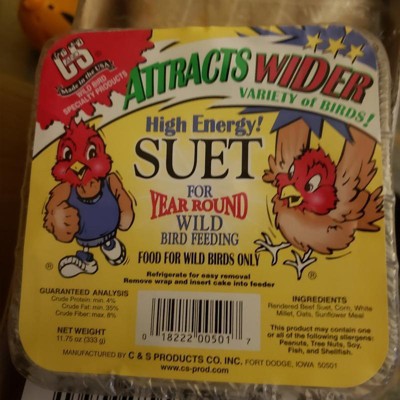 CS
Made in the USA
WILD BIRD
SPECIALTY PRODUCTS
ATTRACTS WIDER
VARIETY of BIRDS!
High Energy!
SUET
FOR
YEAR ROUND
WILD
BIRD FEEDING
FOOD FOR WILD BIRDS ONLY
Refrigerate for easy removal
Remove wrap and insert cake into feeder
GUARANTEED ANALYSIS
Crude Protein: min. 4%
Crude Fat: min. 35%
Crude Fiber: max. 8%
NET WEIGHT
11.75 oz (333 g)
0 18222 00501 7
INGREDIENTS
Rendered Beef Suet, Corn, White
Millet, Oats, Sunflower Meal
This product may contain one
or all of the following allergens:
Peanuts, Tree Nuts, Soy,
Fish, and Shellfish.
MANUFACTURED BY C & S PRODUCTS CO. INC. FORT DODGE, IOWA 50501
www.cs-prod.com